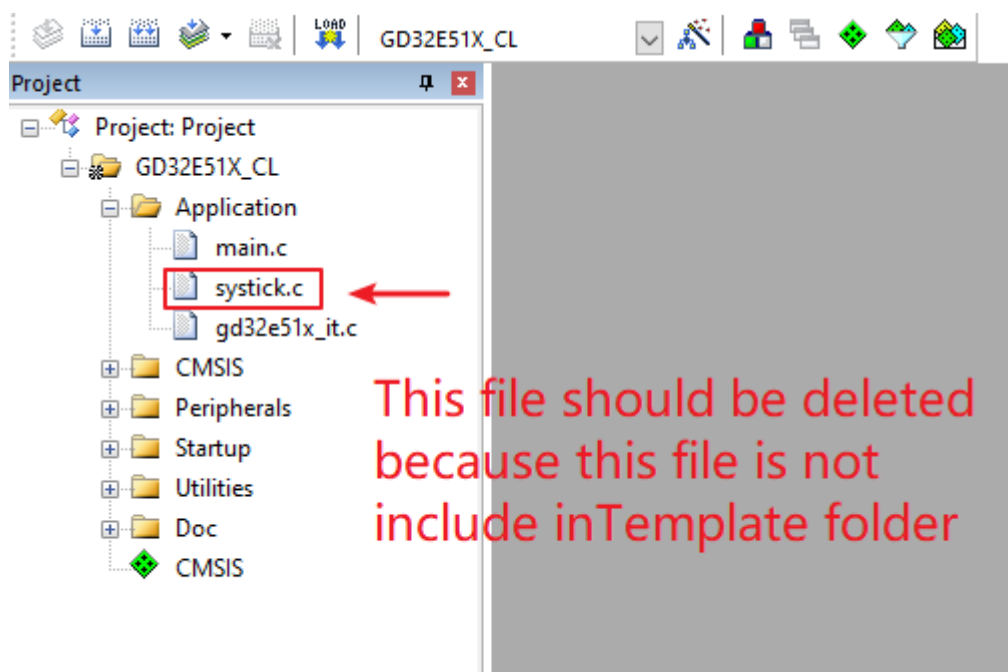 LOAD
GD32E51X_CL
Project
Project: Project
GD32E51X_CL
Application
main.c
systick.c
gd32e51x_it.c
CMSIS
Peripherals
Startup
Utilities
Doc
CMSIS
This file should be deleted
because this file is not
include inTemplate folder